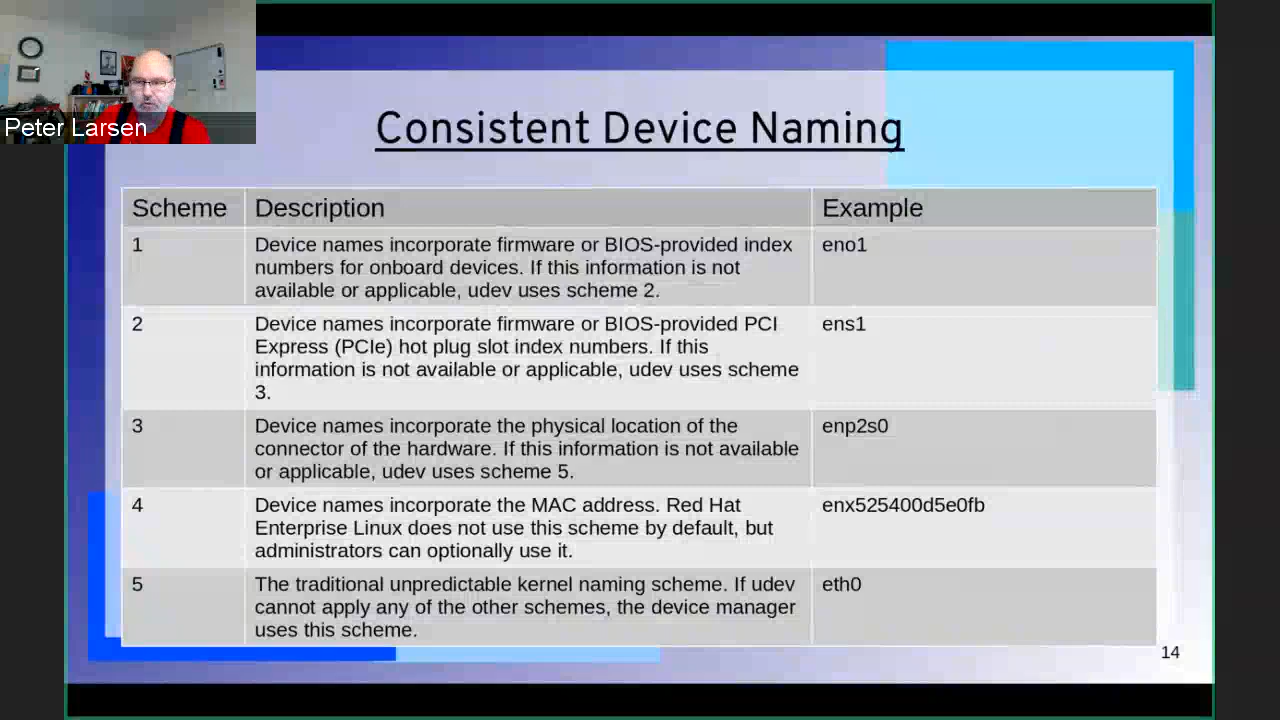 Peter Larsen
Consistent Device Naming
Scheme
Description
Example
1
Device names incorporate firmware or BIOS-provided index
numbers for onboard devices. If this information is not
available or applicable, udev uses scheme 2.
eno1
2
Device names incorporate firmware or BIOS-provided PCI
Express (PCIe) hot plug slot index numbers. If this
information is not available or applicable, udev uses scheme
3.
ens1
3
Device names incorporate the physical location of the
connector of the hardware. If this information is not available
or applicable, udev uses scheme 5.
enp2s0
4
Device names incorporate the MAC address. Red Hat
Enterprise Linux does not use this scheme by default, but
administrators can optionally use it.
enx525400d5e0fb
5
The traditional unpredictable kernel naming scheme. If udev
cannot apply any of the other schemes, the device manager
uses this scheme.
eth0
14